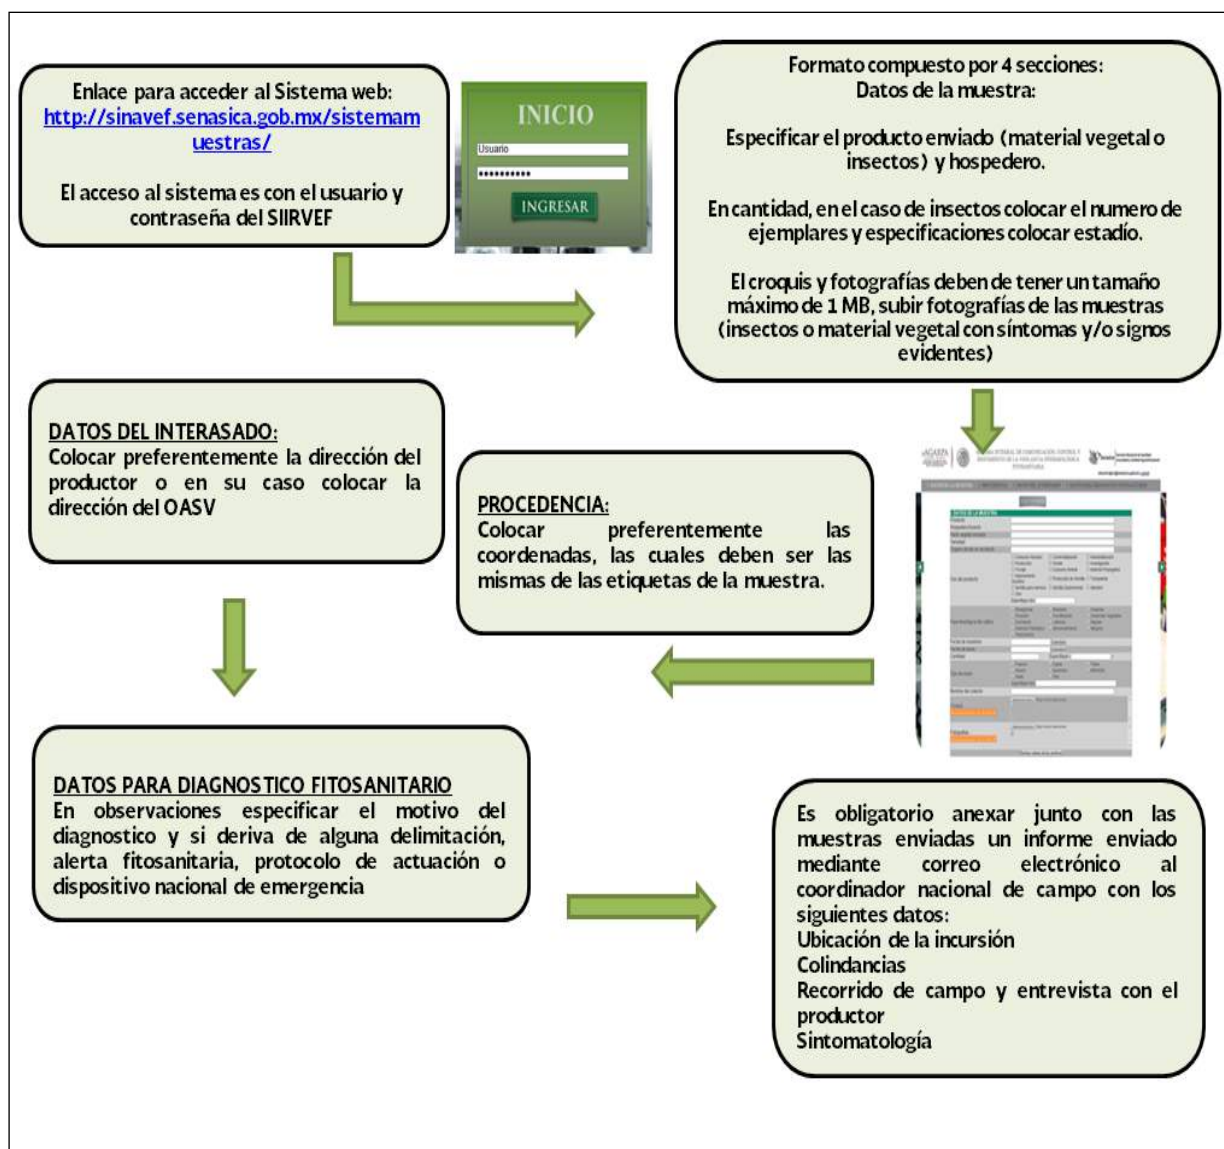 Enlace para acceder al Sistema web:
http://sinavef.senasica.gob.mx/sistemam
uestras/
El acceso al sistema es con el usuario y
contraseña del SIIRVEF
INICIO
Usuario
INGRESAR
Formato compuesto por 4 secciones:
Datos de la muestra:
Especificar el producto enviado (material vegetal o
insectos) y hospedero.
En cantidad, en el caso de insectos colocar el numero de
ejemplares y especificaciones colocar estadío.
El croquis y fotografías deben de tener un tamaño
máximo de 1 MB, subir fotografías de las muestras
(insectos o material vegetal con síntomas y/o signos
evidentes)
DATOS DEL INTERASADO:
Colocar preferentemente la dirección del
productor o en su caso colocar la
dirección del OASV
PROCEDENCIA:
Colocar preferentemente las
coordenadas, las cuales deben ser las
mismas de las etiquetas de la muestra.
DATOS PARA DIAGNOSTICO FITOSANITARIO
En observaciones especificar el motivo del
diagnostico y si deriva de alguna delimitación,
alerta fitosanitaria, protocolo de actuación o
dispositivo nacional de emergencia
Es obligatorio anexar junto con las
muestras enviadas un informe enviado
mediante correo electrónico al
coordinador nacional de campo con los
siguientes datos:
Ubicación de la incursión
Colindancias
Recorrido de campo y entrevista con el
productor
Sintomatología